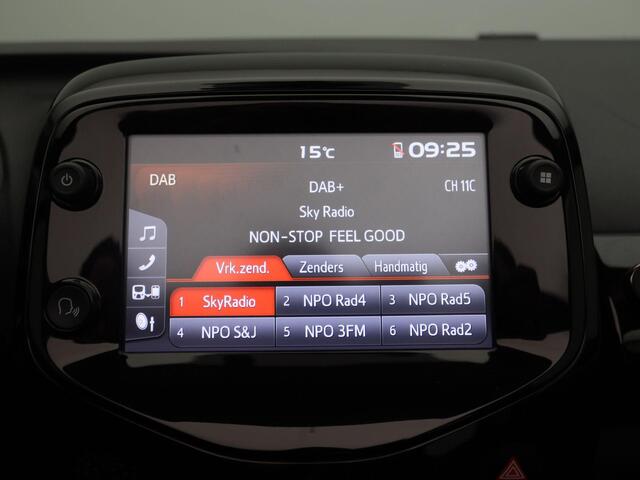 15°C 09:25
DAB DAB+ CH 11C
Sky Radio
NON-STOP FEEL GOOD
Vrk.zend. Zenders Handmatig
1 SkyRadio 2 NPO Rad4 3 NPO Rad5
4 NPO S&J 5 NPO 3FM 6 NPO Rad2